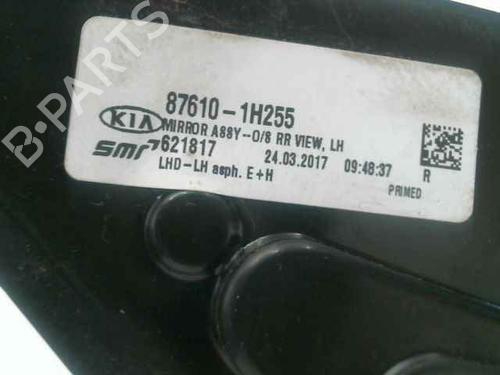 B-PARTS
87610-1H255
KIA
MIRROR A88Y--O/8 RR VIEW, LH
smr 621817
24.03.2017 09:48:37 R
LHD-LH asph. E+H
PRIMED